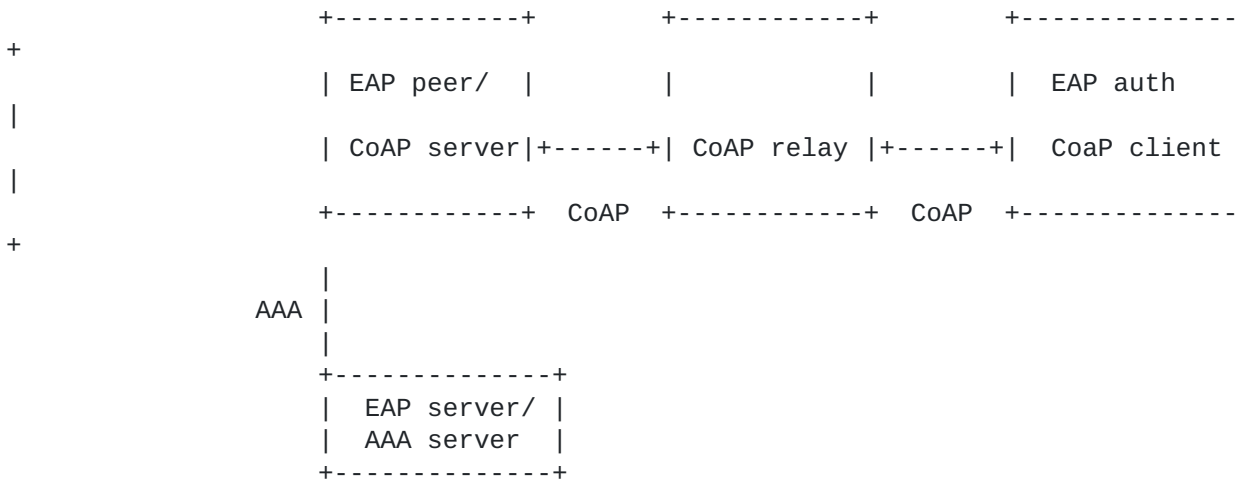 +------------+ +------------+ +--------------
+
| EAP peer/ | | | | EAP auth
|
| CoAP server|+------+| CoAP relay |+------+| CoaP client
|
+------------+ CoAP +------------+ CoAP +--------------
+
|
AAA |
|
+--------------+
| EAP server/ |
| AAA server |
+--------------+